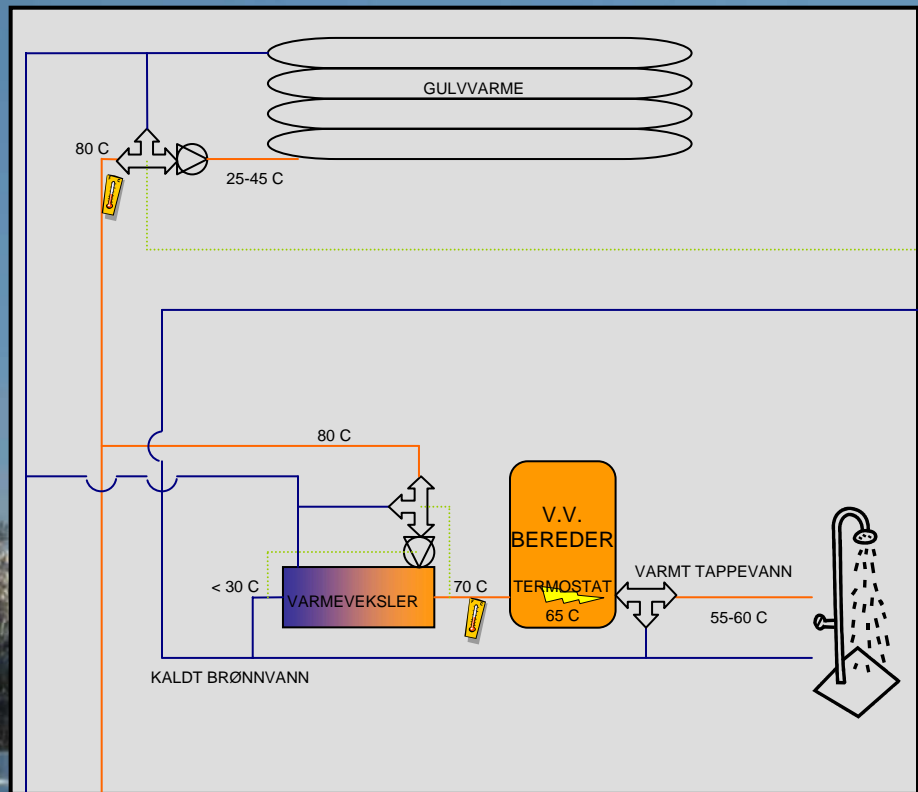 GULVVARME
80 C
25-45 C
80 C
V.V.
BEREDER
< 30 C
VARMEVEKSLER
70 C
TERMOSTAT
65 C
VARMT TAPPEVANN
55-60 C
KALDT BRØNNVANN